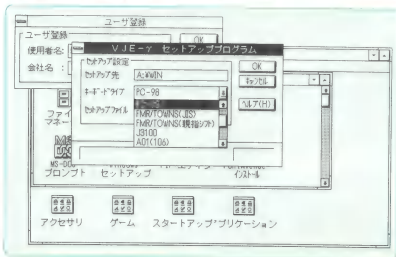 ユーザ登録
ユーザ登録
OK
使用者名:
会社名 :
VJE-γ セットアッププログラム
セットアップ設定
セットアップ先 A:¥WIN
キーボードタイプ PC-98
セットアップファイル
OK
キャンセル
ヘルプ(H)
FMR/TOWNS(JIS)
FMR/TOWNS(親指シフト)
J3100
A01(106)
ファイ
マネー
MS-DOS
プロンプト
セットアップ
インストール
アクセサリ
ゲーム
スタートアップ
プリケーション